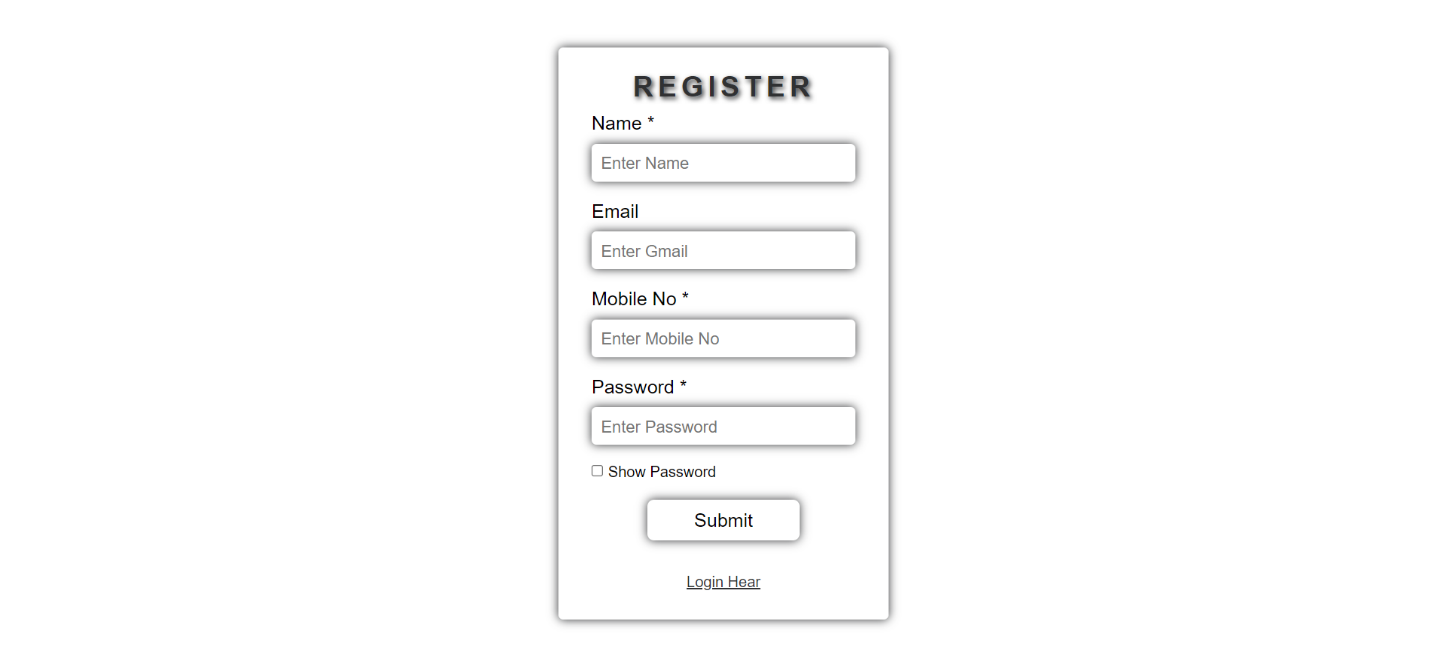 REGISTER
Name *
Enter Name
Email
Enter Gmail
Mobile No *
Enter Mobile No
Password *
Enter Password
Show Password
Submit
Login Hear